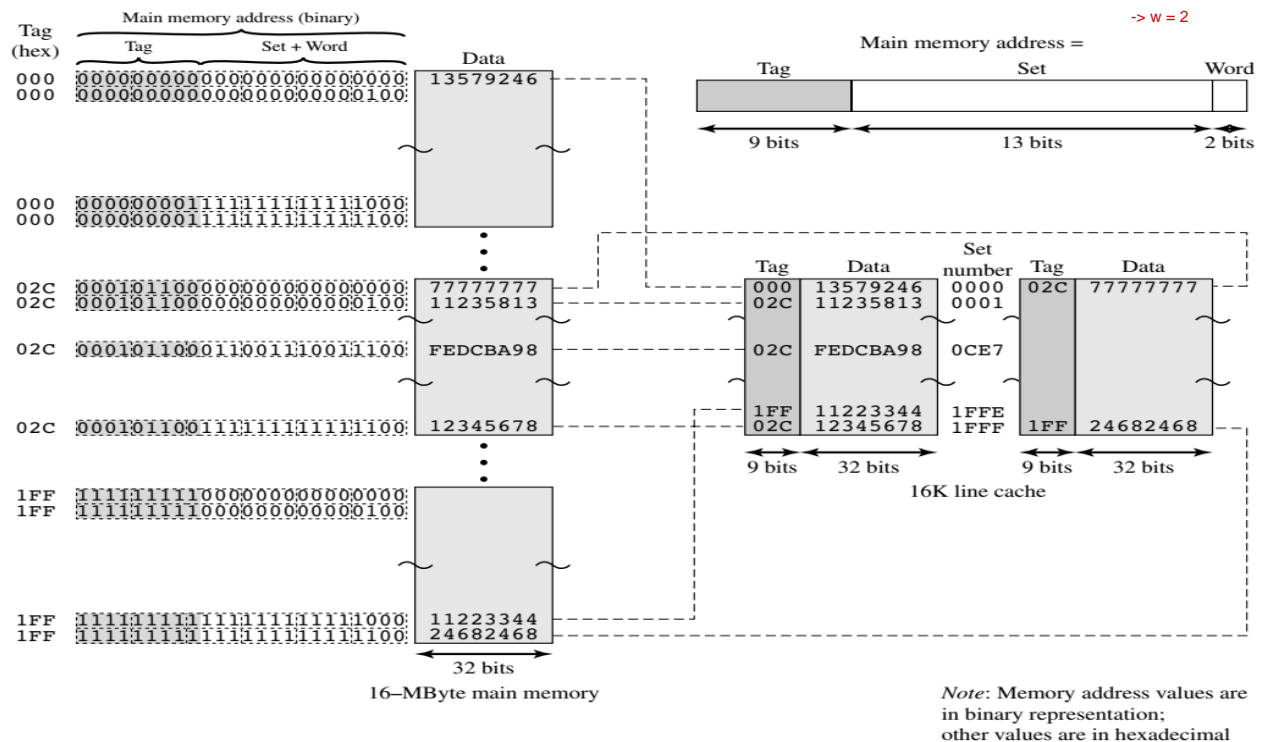 -> w = 2
Main memory address (binary)
Tag
(hex)
Tag
Set + Word
Data
000 000000000000000000000000 13579246
000 000000000000000000000100
000 000000001111111111111000
000 000000001111111111111100
02C 000101100000000000000000 77777777
02C 000101100000000000000100 11235813
02C 000101100011001110011100 FEDCBA98
02C 000101100111111111111100 12345678
1FF 111111111000000000000000
1FF 111111111000000000000100
1FF 111111111111111111111000 11223344
1FF 111111111111111111111100 24682468
32 bits
16–MByte main memory
Main memory address =
Tag Set Word
9 bits 13 bits 2 bits
Tag Data Set number Tag Data
000 13579246 0000 02C 77777777
02C 11235813 0001
02C FEDCBA98 0CE7
1FF 11223344 1FFE
02C 12345678 1FFF 1FF 24682468
9 bits 32 bits 9 bits 32 bits
16K line cache
Note: Memory address values are
in binary representation;
other values are in hexadecimal